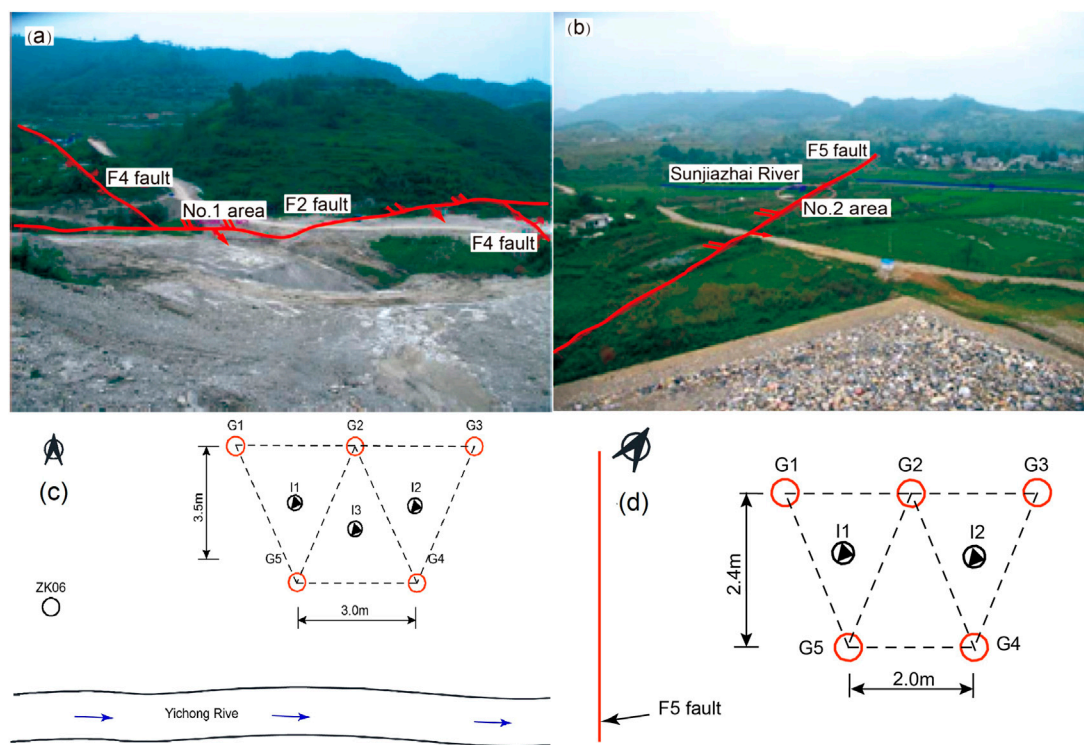 (a)
F4 fault
No.1 area
F2 fault
F4 fault
(b)
F5 fault
Sunjiazhai River
No.2 area
(c)
G1
G2
G3
I1
I2
I3
3.5m
G5
G4
3.0m
ZK06
Yichong Rive
(d)
G1
G2
G3
I1
I2
2.4m
G5
G4
2.0m
F5 fault